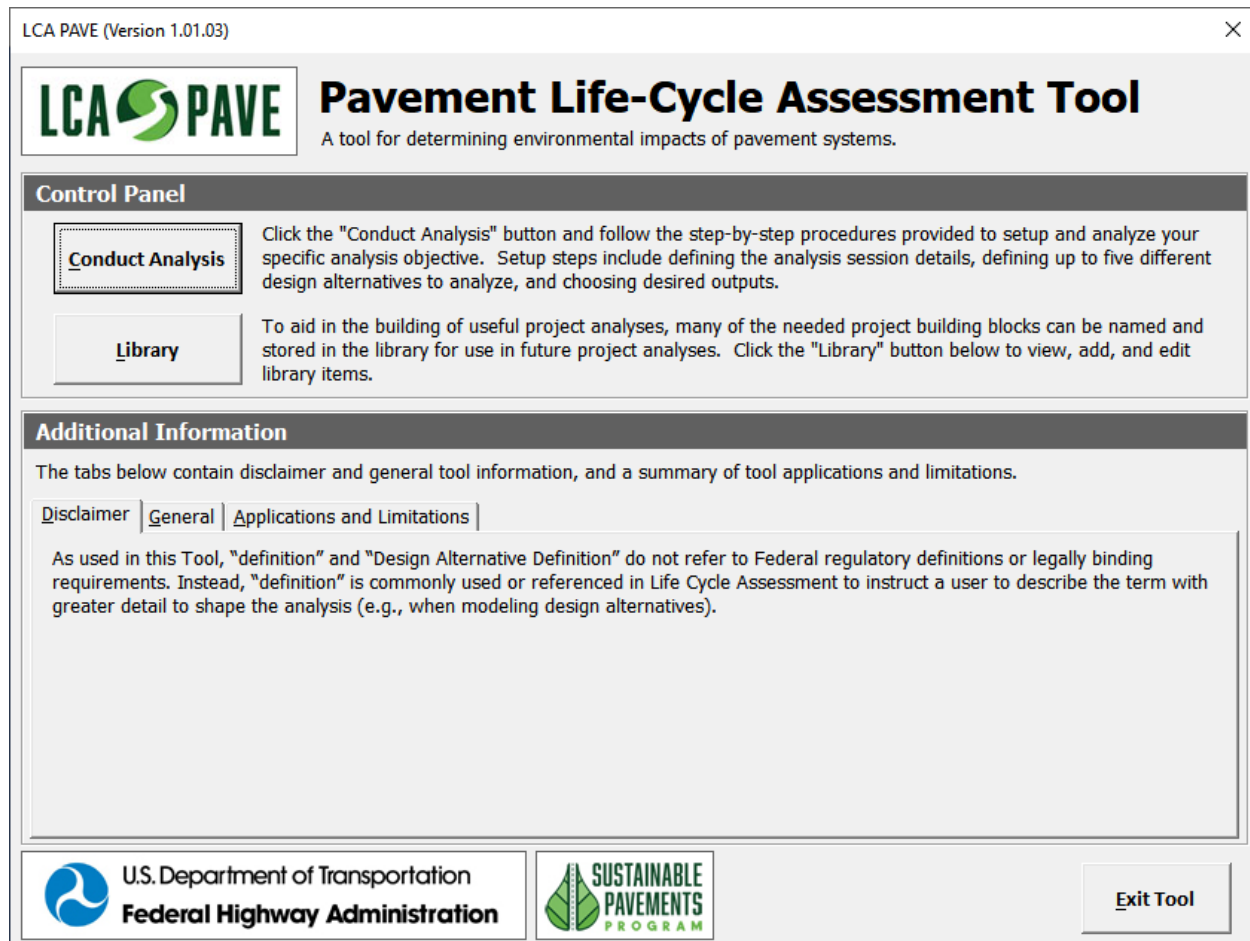 LCA PAVE (Version 1.01.03)
LCA PAVE
Pavement Life-Cycle Assessment Tool
A tool for determining environmental impacts of pavement systems.
Control Panel
Conduct Analysis
Click the "Conduct Analysis" button and follow the step-by-step procedures provided to setup and analyze your
specific analysis objective.  Setup steps include defining the analysis session details, defining up to five different
design alternatives to analyze, and choosing desired outputs.
Library
To aid in the building of useful project analyses, many of the needed project building blocks can be named and
stored in the library for use in future project analyses.  Click the "Library" button below to view, add, and edit
library items.
Additional Information
The tabs below contain disclaimer and general tool information, and a summary of tool applications and limitations.
Disclaimer General Applications and Limitations
As used in this Tool, “definition” and “Design Alternative Definition” do not refer to Federal regulatory definitions or legally binding
requirements. Instead, “definition” is commonly used or referenced in Life Cycle Assessment to instruct a user to describe the term with
greater detail to shape the analysis (e.g., when modeling design alternatives).
U.S. Department of Transportation
Federal Highway Administration
SUSTAINABLE
PAVEMENTS
PROGRAM
Exit Tool